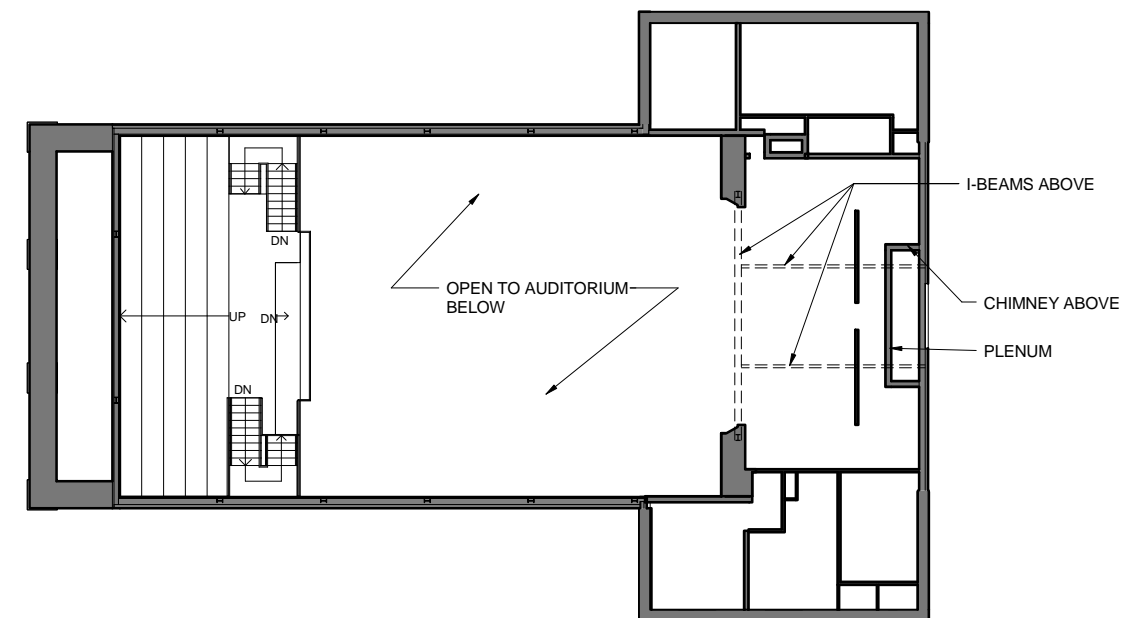 I-BEAMS ABOVE
DN
OPEN TO AUDITORIUM
BELOW
CHIMNEY ABOVE
UP
DN
PLENUM
DN